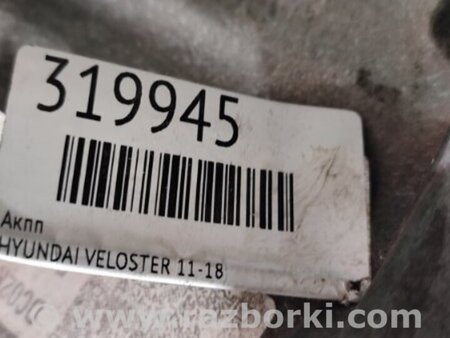 319945
Акпп
HYUNDAI VELOSTER 11-18
www.razborki.com